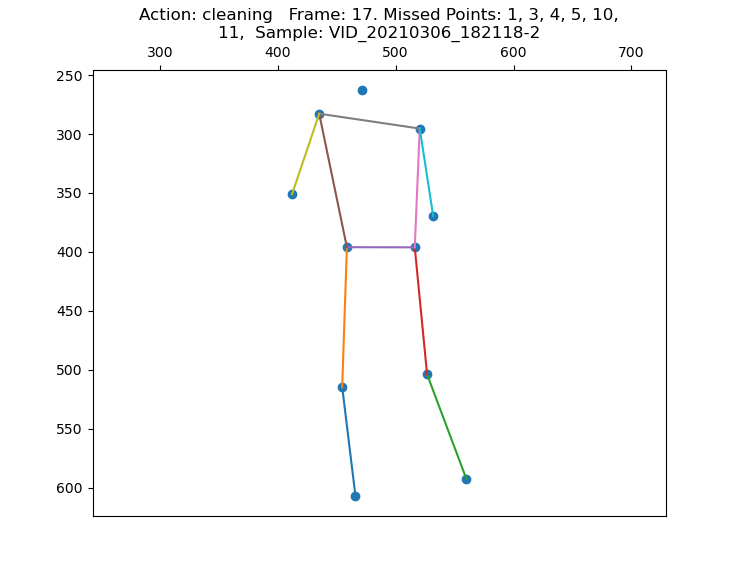 Action: cleaning   Frame: 17. Missed Points: 1, 3, 4, 5, 10,
11,  Sample: VID_20210306_182118-2
300 400 500 600 700
250
300
350
400
450
500
550
600